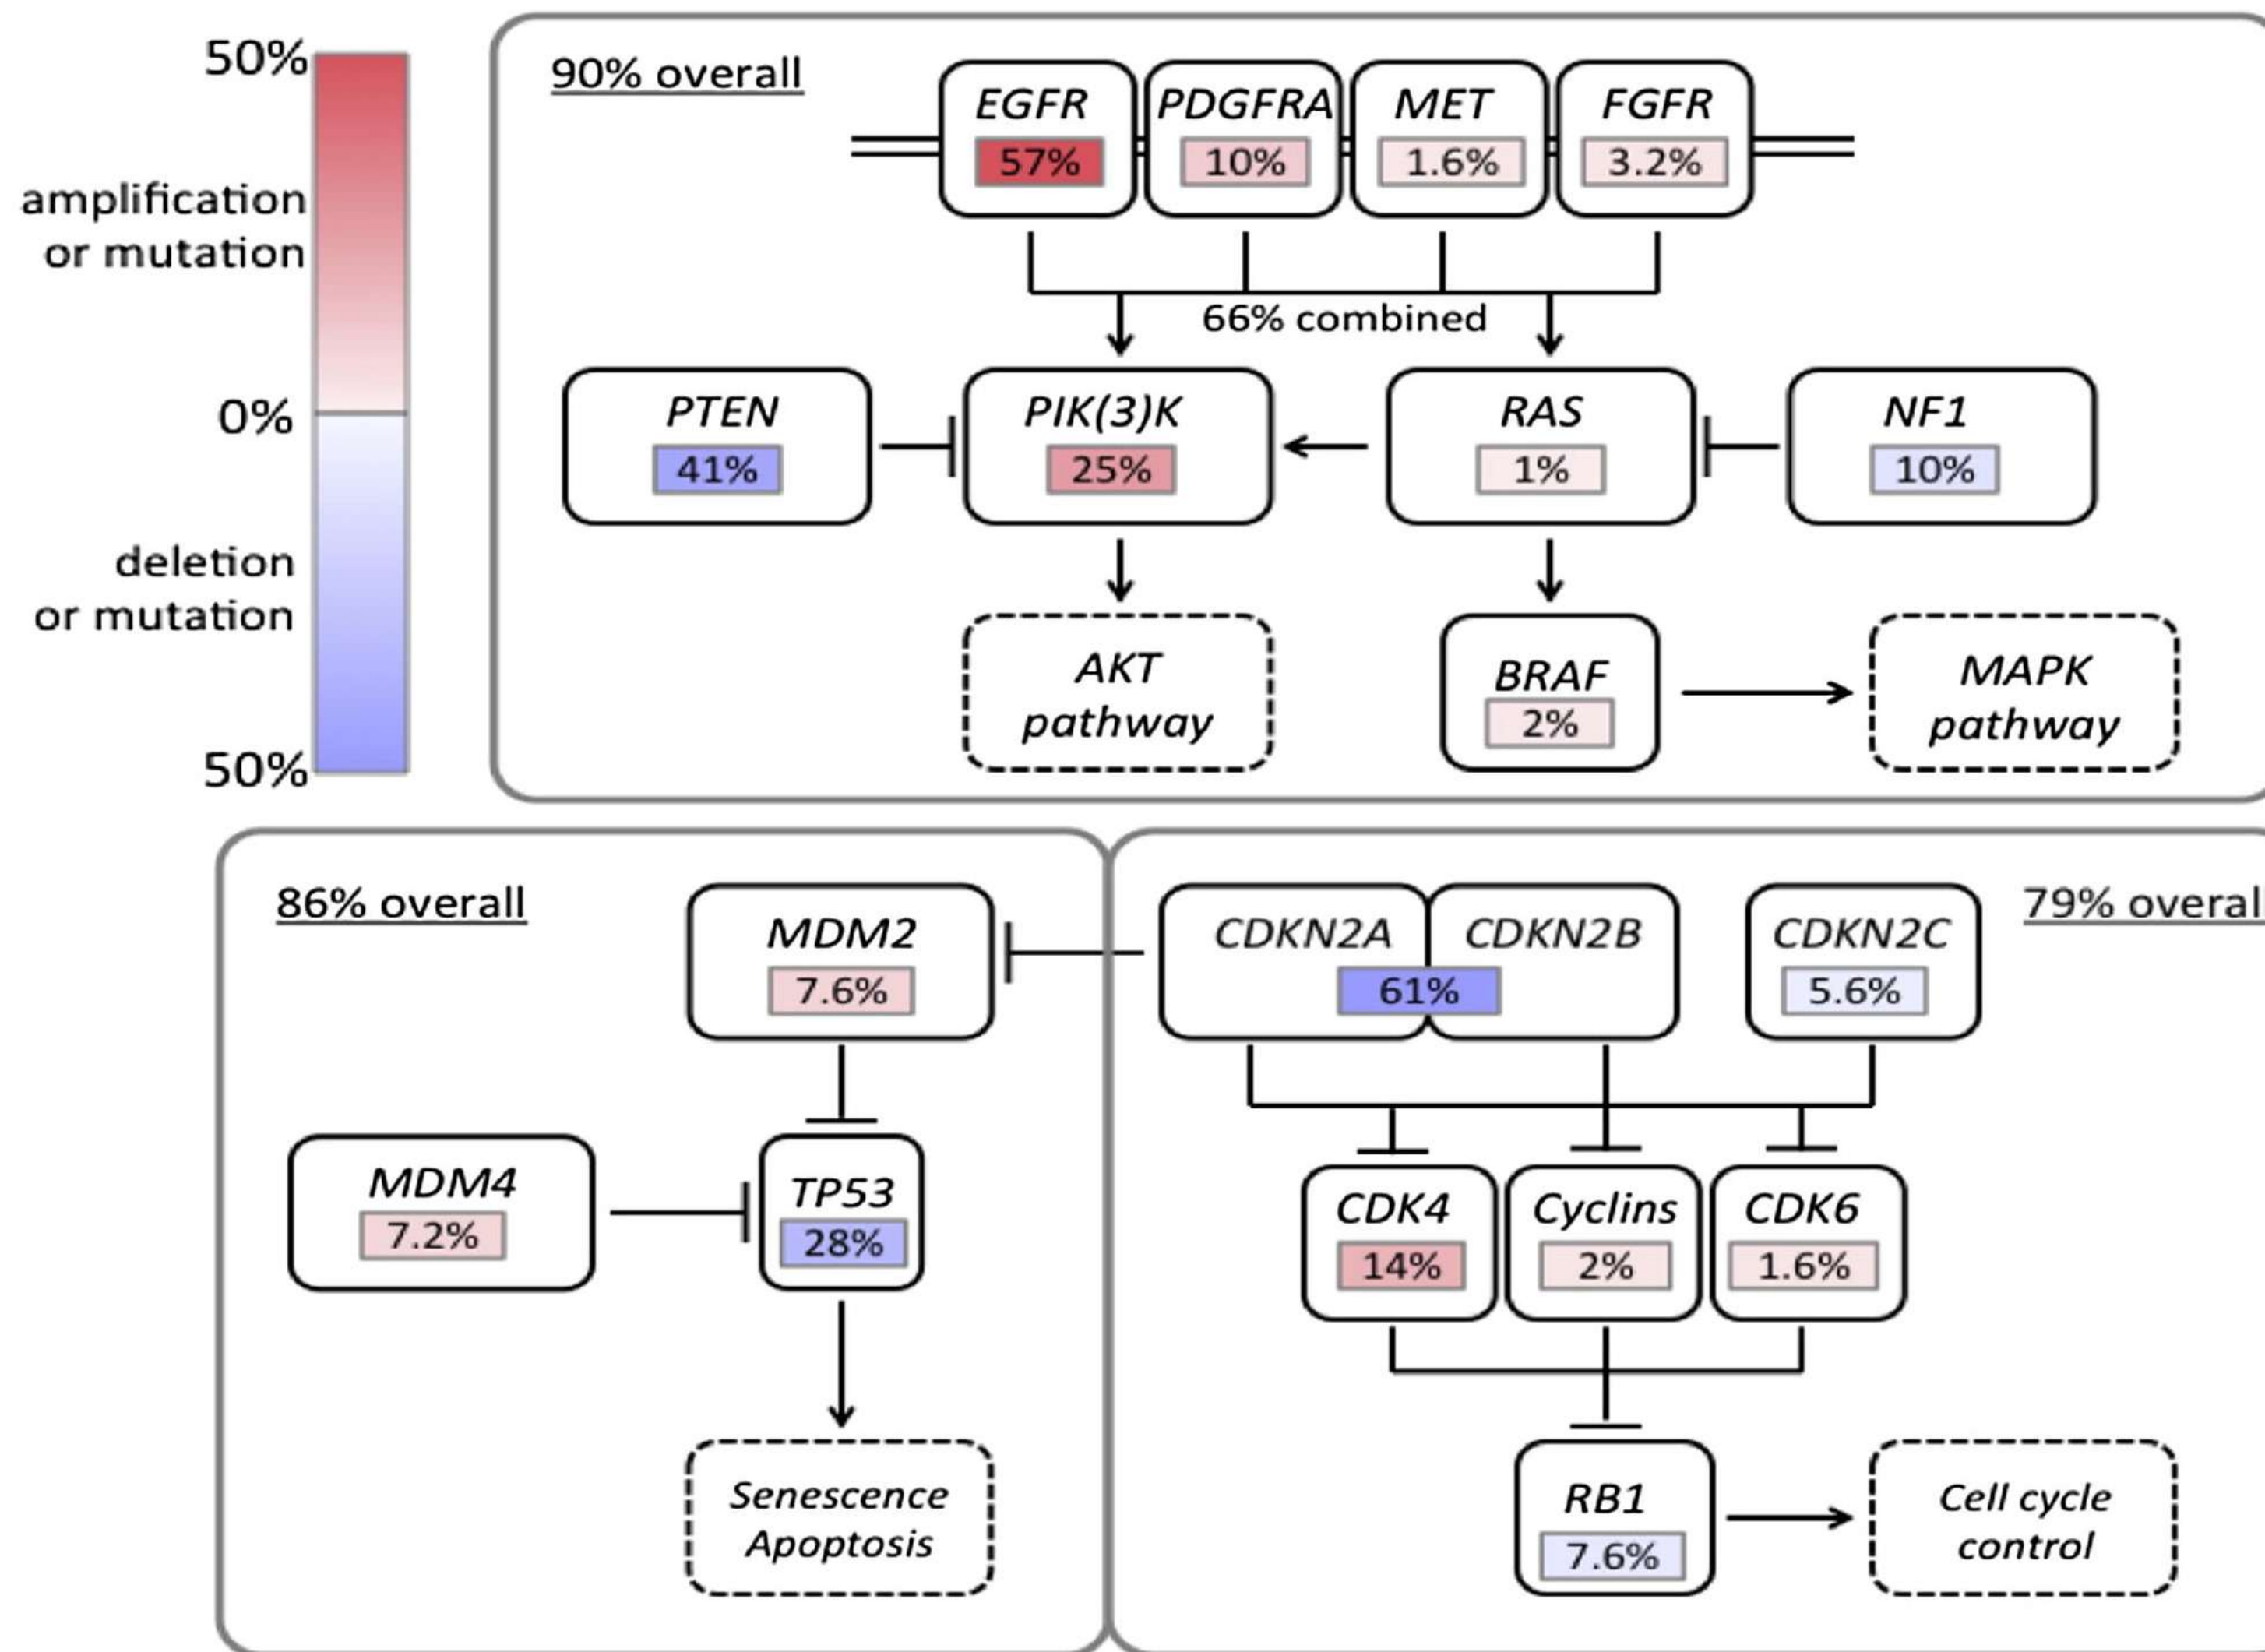 50%
amplification
or mutation
0%
deletion
or mutation
50%
90% overall
EGFR
57%
PDGFRA
10%
MET
1.6%
FGFR
3.2%
66% combined
PTEN
41%
PIK(3)K
25%
RAS
1%
NF1
10%
AKT
pathway
BRAF
2%
MAPK
pathway
86% overall
MDM2
7.6%
MDM4
7.2%
TP53
28%
Senescence
Apoptosis
CDKN2A
CDKN2B
61%
CDKN2C
5.6%
79% overal
CDK4
14%
Cyclins
2%
CDK6
1.6%
RB1
7.6%
Cell cycle
control